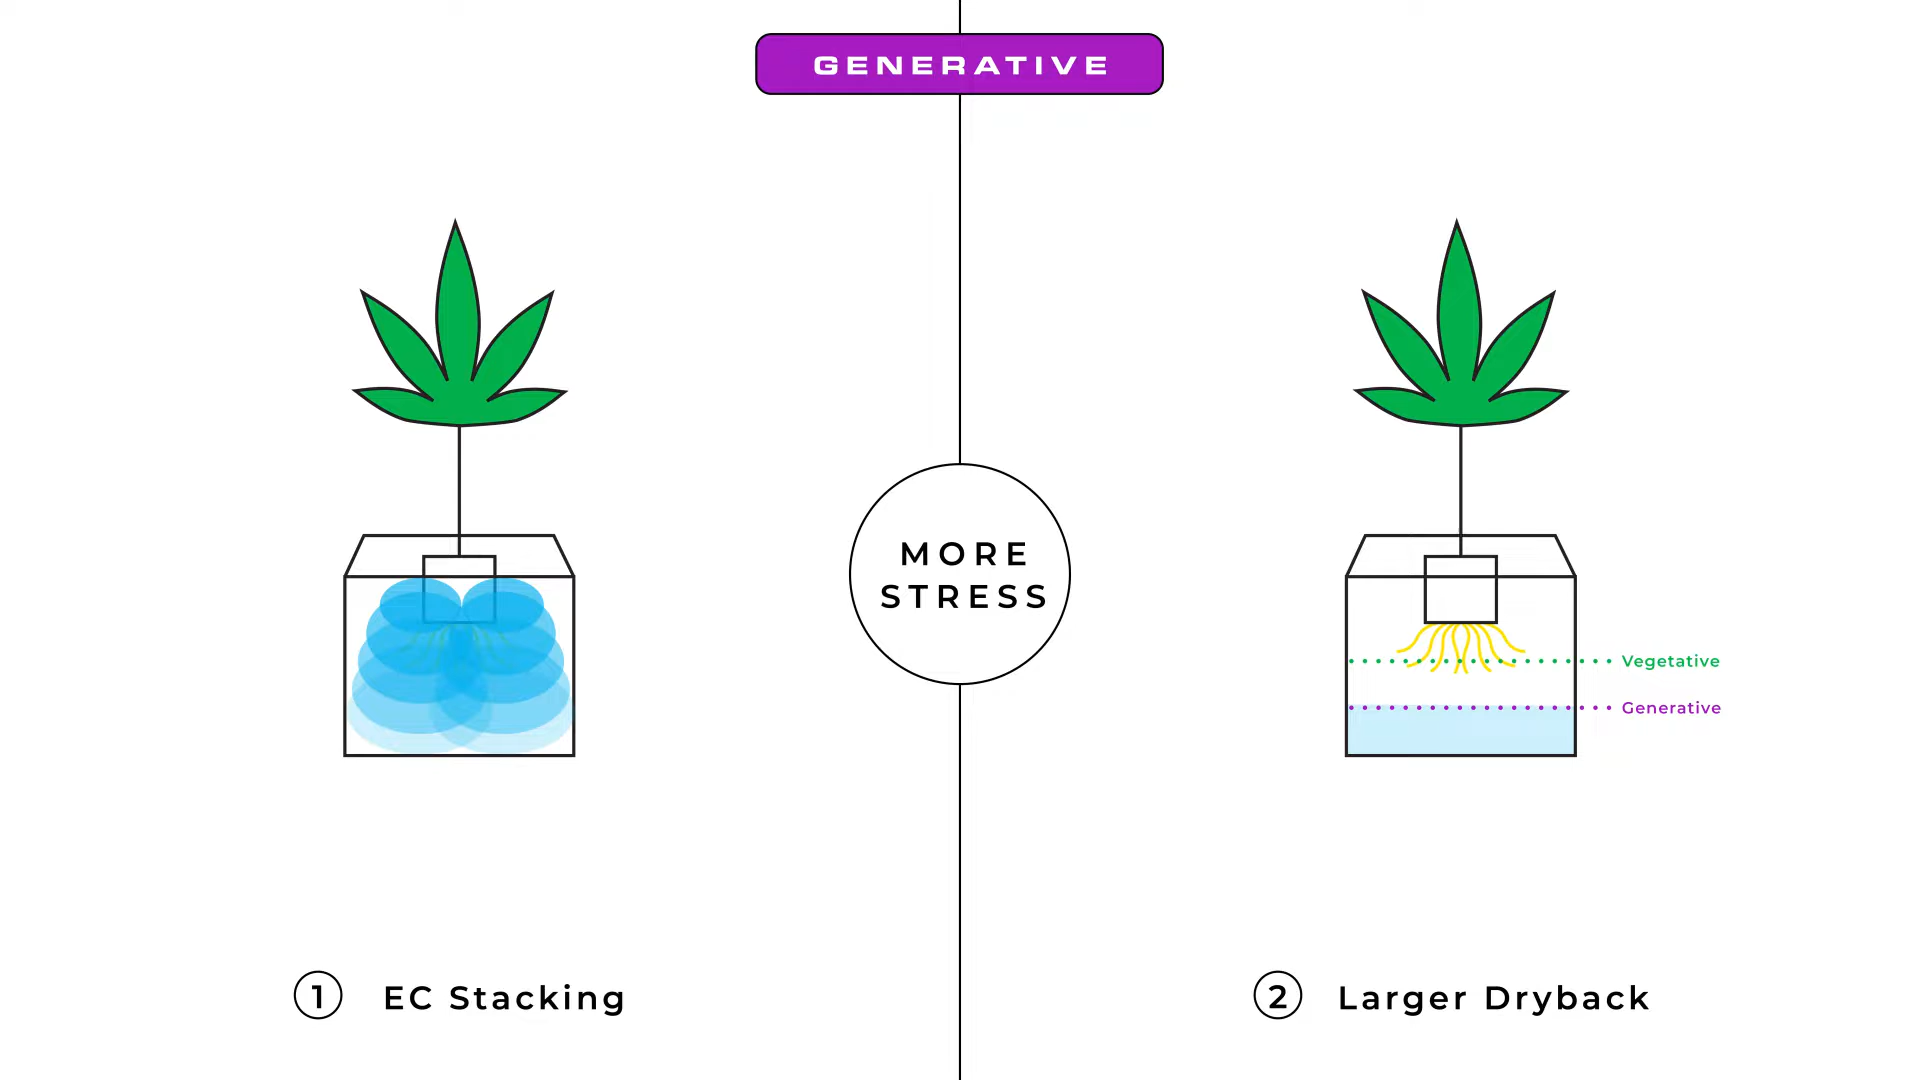 GENERATIVE
MORE
STRESS
Vegetative
Generative
1 EC Stacking
2 Larger Dryback